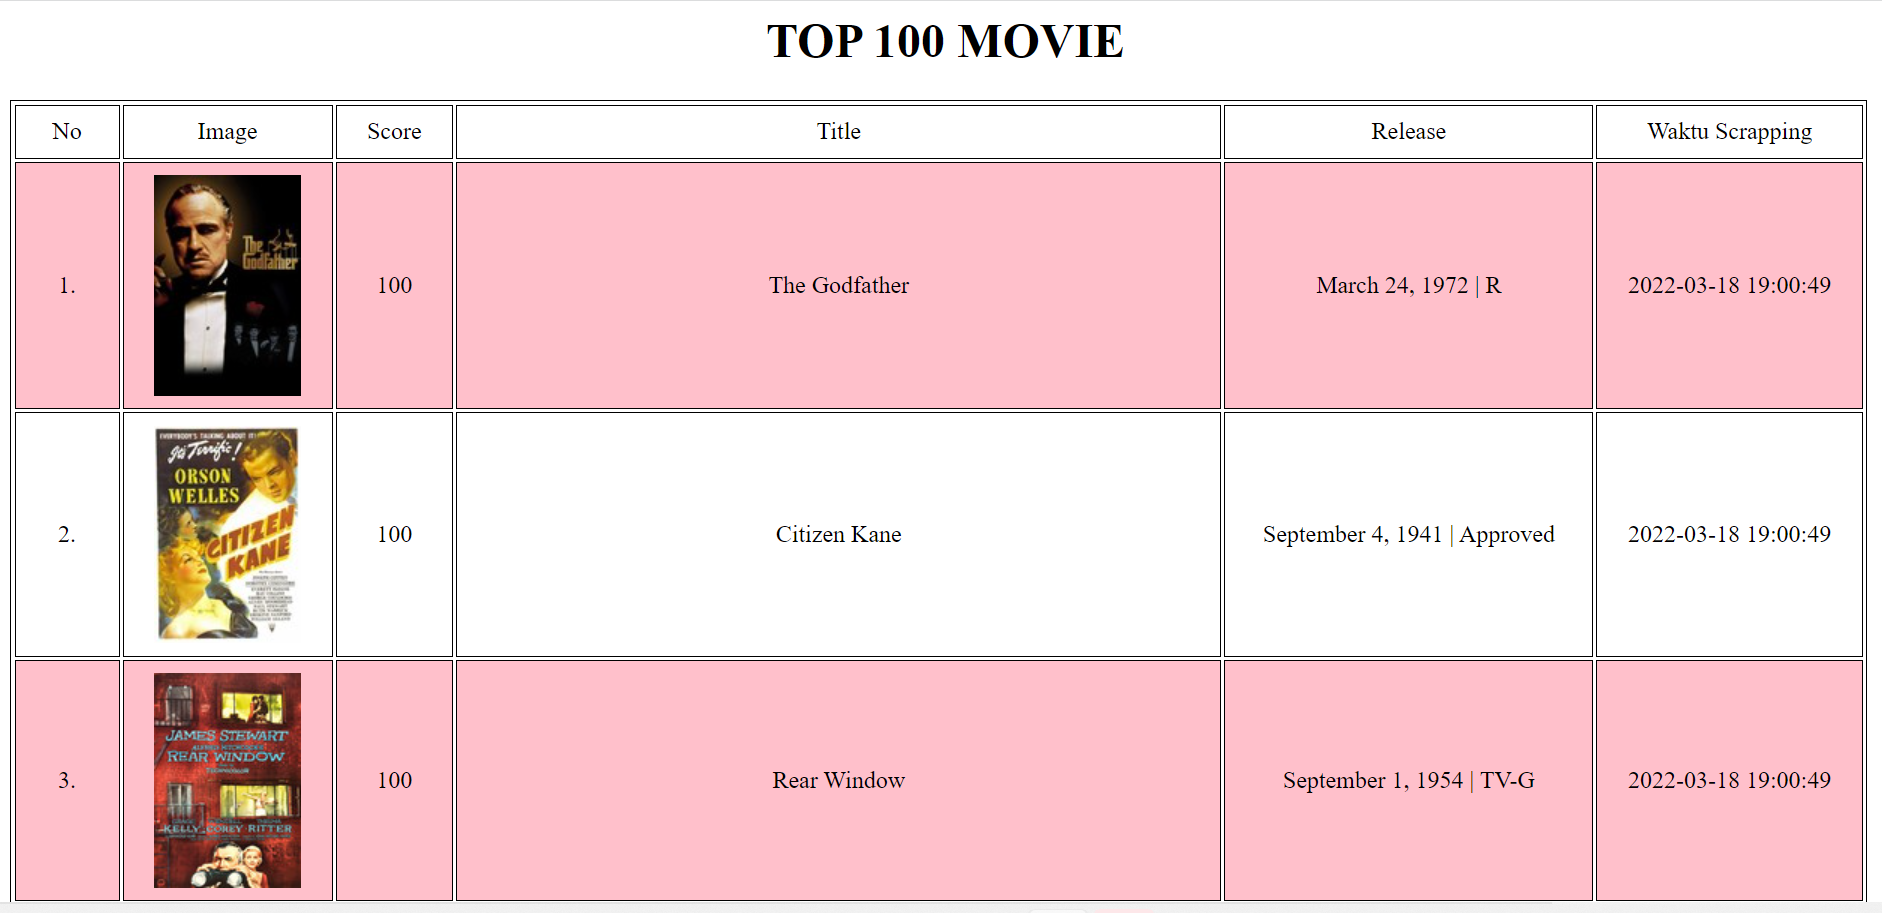 TOP 100 MOVIE
No Image Score Title Release Waktu Scrapping
The
Godfather
1. 100 The Godfather March 24, 1972 | R 2022-03-18 19:00:49
EVERYBODY'S TALKING ABOUT IT!
It's Terrific!
ORSON
WELLES
CITIZEN
KANE
2. 100 Citizen Kane September 4, 1941 | Approved 2022-03-18 19:00:49
JAMES STEWART
REAR WINDOW
TECHNICOLOR
KELLY COREY RITTER
3. 100 Rear Window September 1, 1954 | TV-G 2022-03-18 19:00:49